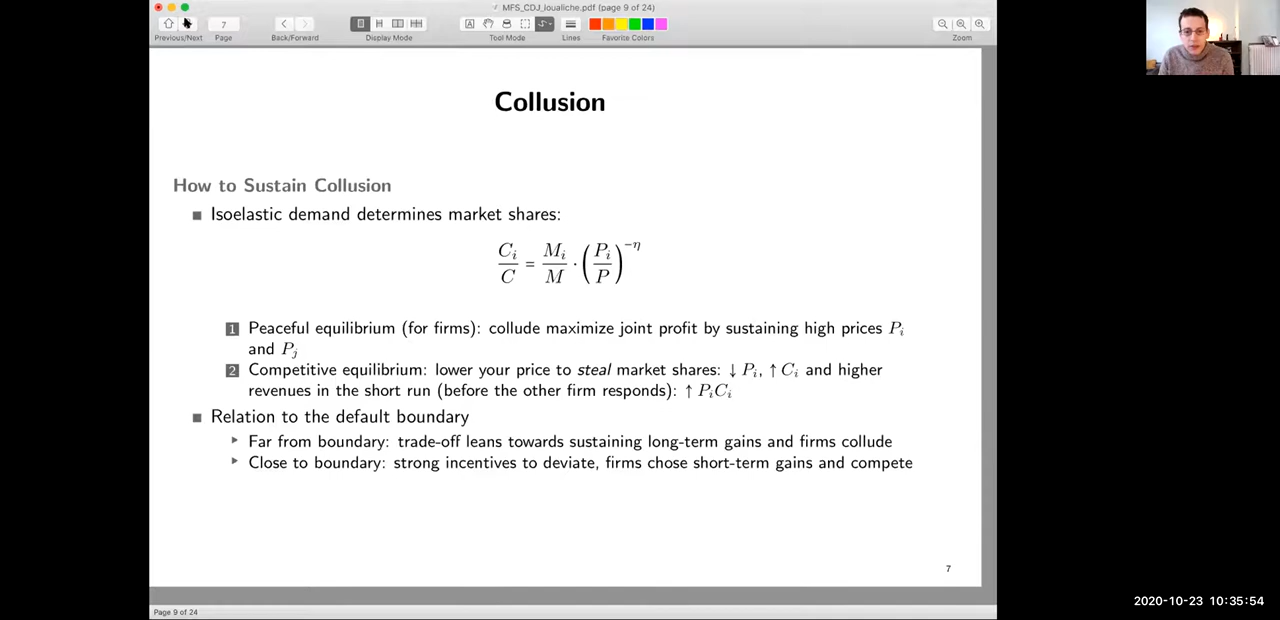 MFS_CDJ_loualiche.pdf (page 9 of 24)
7
Previous/Next Page Back/Forward Display Mode Tool Mode Lines Favorite Colors Zoom
Collusion
How to Sustain Collusion
Isoelastic demand determines market shares:
C_i/C = M_i/M · (P_i/P)^{-η}
1 Peaceful equilibrium (for firms): collude maximize joint profit by sustaining high prices P_i
and P_j
2 Competitive equilibrium: lower your price to steal market shares: ↓ P_i, ↑ C_i and higher
revenues in the short run (before the other firm responds): ↑ P_iC_i
Relation to the default boundary
Far from boundary: trade-off leans towards sustaining long-term gains and firms collude
Close to boundary: strong incentives to deviate, firms chose short-term gains and compete
7
Page 9 of 24
2020-10-23 10:35:54